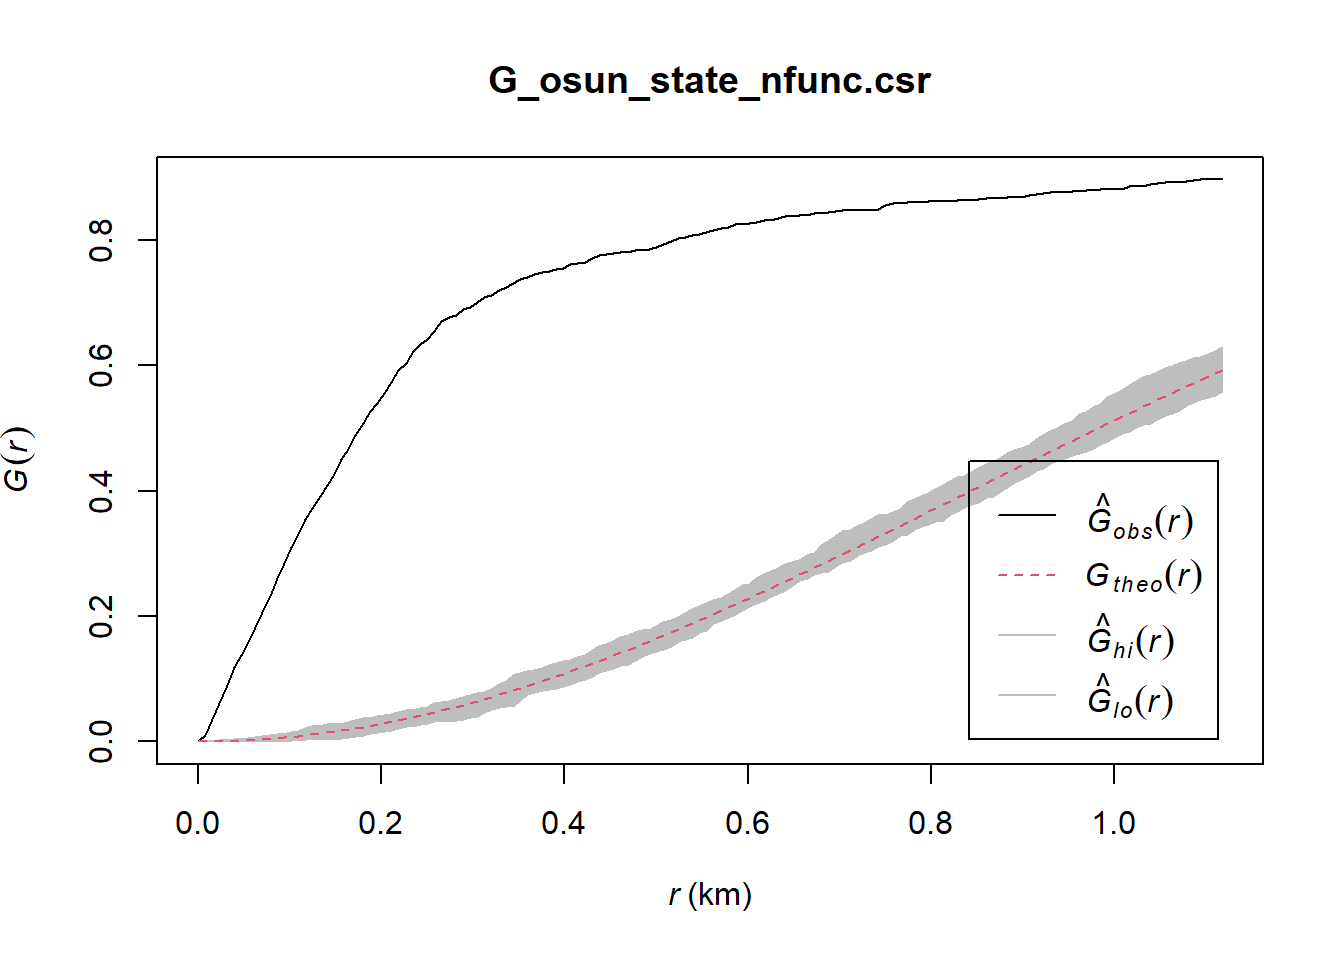 G_osun_state_nfunc.csr
G(r)
0.8
0.6
0.4
0.2
0.0
Ĝobs(r)
Gtheo(r)
Ĝhi(r)
Ĝlo(r)
0.0 0.2 0.4 0.6 0.8 1.0
r (km)